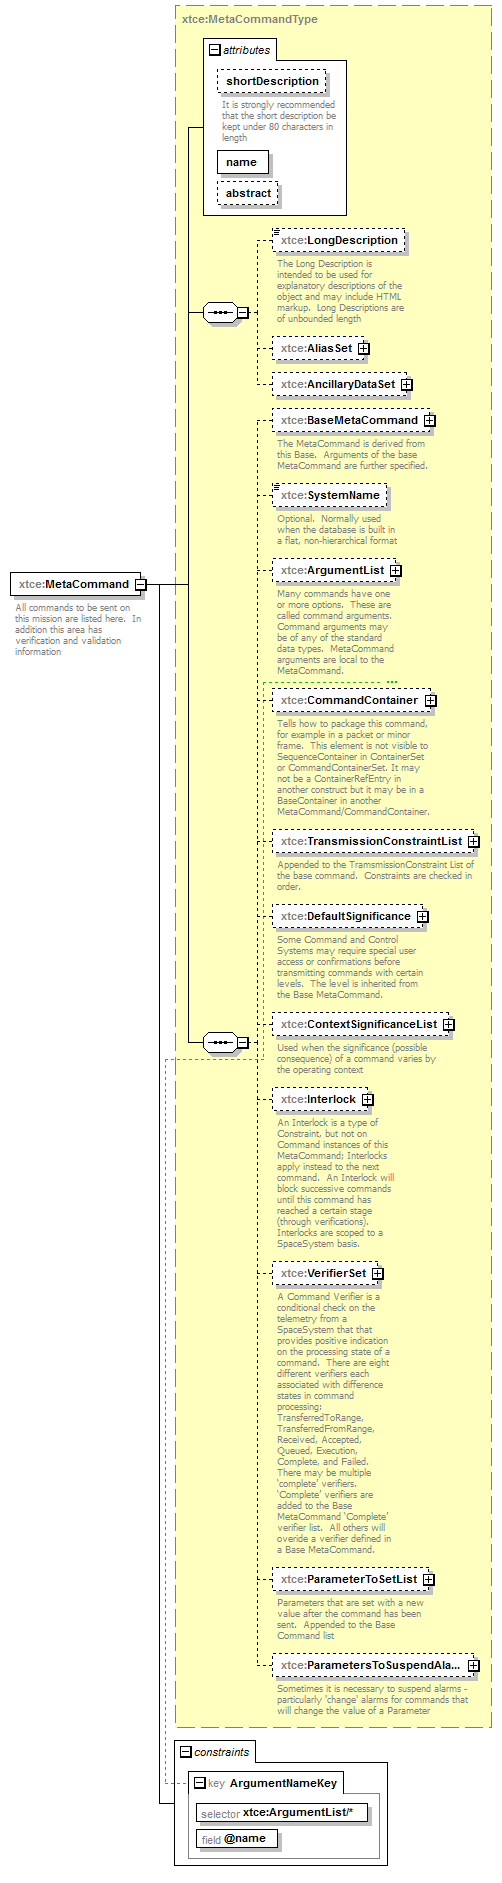 xtce:MetaCommandType
attributes
shortDescription
It is strongly recommended
that the short description be
kept under 80 characters in
length
name
abstract
xtce:LongDescription
The Long Description is
intended to be used for
explanatory descriptions of the
object and may include HTML
markup.  Long Descriptions are
of unbounded length
xtce:AliasSet
xtce:AncillaryDataSet
xtce:BaseMetaCommand
The MetaCommand is derived from
this Base.  Arguments of the base
MetaCommand are further specified.
xtce:SystemName
Optional.  Normally used
when the database is built in
a flat, non-hierarchical format
xtce:MetaCommand
All commands to be sent on
this mission are listed here.  In
addition this area has
verification and validation
information
xtce:ArgumentList
Many commands have one
or more options.  These are
called command arguments.
Command arguments may
be of any of the standard
data types.  MetaCommand
arguments are local to the
MetaCommand.
xtce:CommandContainer
Tells how to package this command,
for example in a packet or minor
frame.  This element is not visible to
SequenceContainer in ContainerSet
or CommandContainerSet. It may
not be a ContainerRefEntry in
another construct but it may be in a
BaseContainer in another
MetaCommand/CommandContainer.
xtce:TransmissionConstraintList
Appended to the TramsmissionConstraint List of
the base command.  Constraints are checked in
order.
xtce:DefaultSignificance
Some Command and Control
Systems may require special user
access or confirmations before
transmitting commands with certain
levels.  The level is inherited from
the Base MetaCommand.
xtce:ContextSignificanceList
Used when the significance (possible
consequence) of a command varies by
the operating context
xtce:Interlock
An Interlock is a type of
Constraint, but not on
Command instances of this
MetaCommand; Interlocks
apply instead to the next
command.  An Interlock will
block successive commands
until this command has
reached a certain stage
(through verifications).
Interlocks are scoped to a
SpaceSystem basis.
xtce:VerifierSet
A Command Verifier is a
conditional check on the
telemetry from a
SpaceSystem that that
provides positive indication
on the processing state of a
command.  There are eight
different verifiers each
associated with difference
states in command
processing:
TransferredToRange,
TransferredFromRange,
Received, Accepted,
Queued, Execution,
Complete, and Failed.
There may be multiple
‘complete’ verifiers.
‘Complete’ verifiers are
added to the Base
MetaCommand ‘Complete’
verifier list.  All others will
overide a verifier defined in
a Base MetaCommand.
xtce:ParameterToSetList
Parameters that are set with a new
value after the command has been
sent.  Appended to the Base
Command list
xtce:ParametersToSuspendAla...
Sometimes it is necessary to suspend alarms -
particularly 'change' alarms for commands that
will change the value of a Parameter
constraints
key ArgumentNameKey
selector xtce:ArgumentList/*
field @name